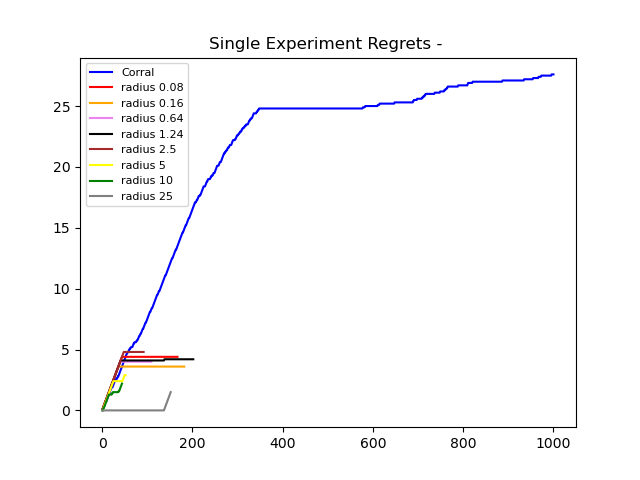 Single Experiment Regrets -
Corral
radius 0.08
radius 0.16
radius 0.64
radius 1.24
radius 2.5
radius 5
radius 10
radius 25
25
20
15
10
5
0
0 200 400 600 800 1000